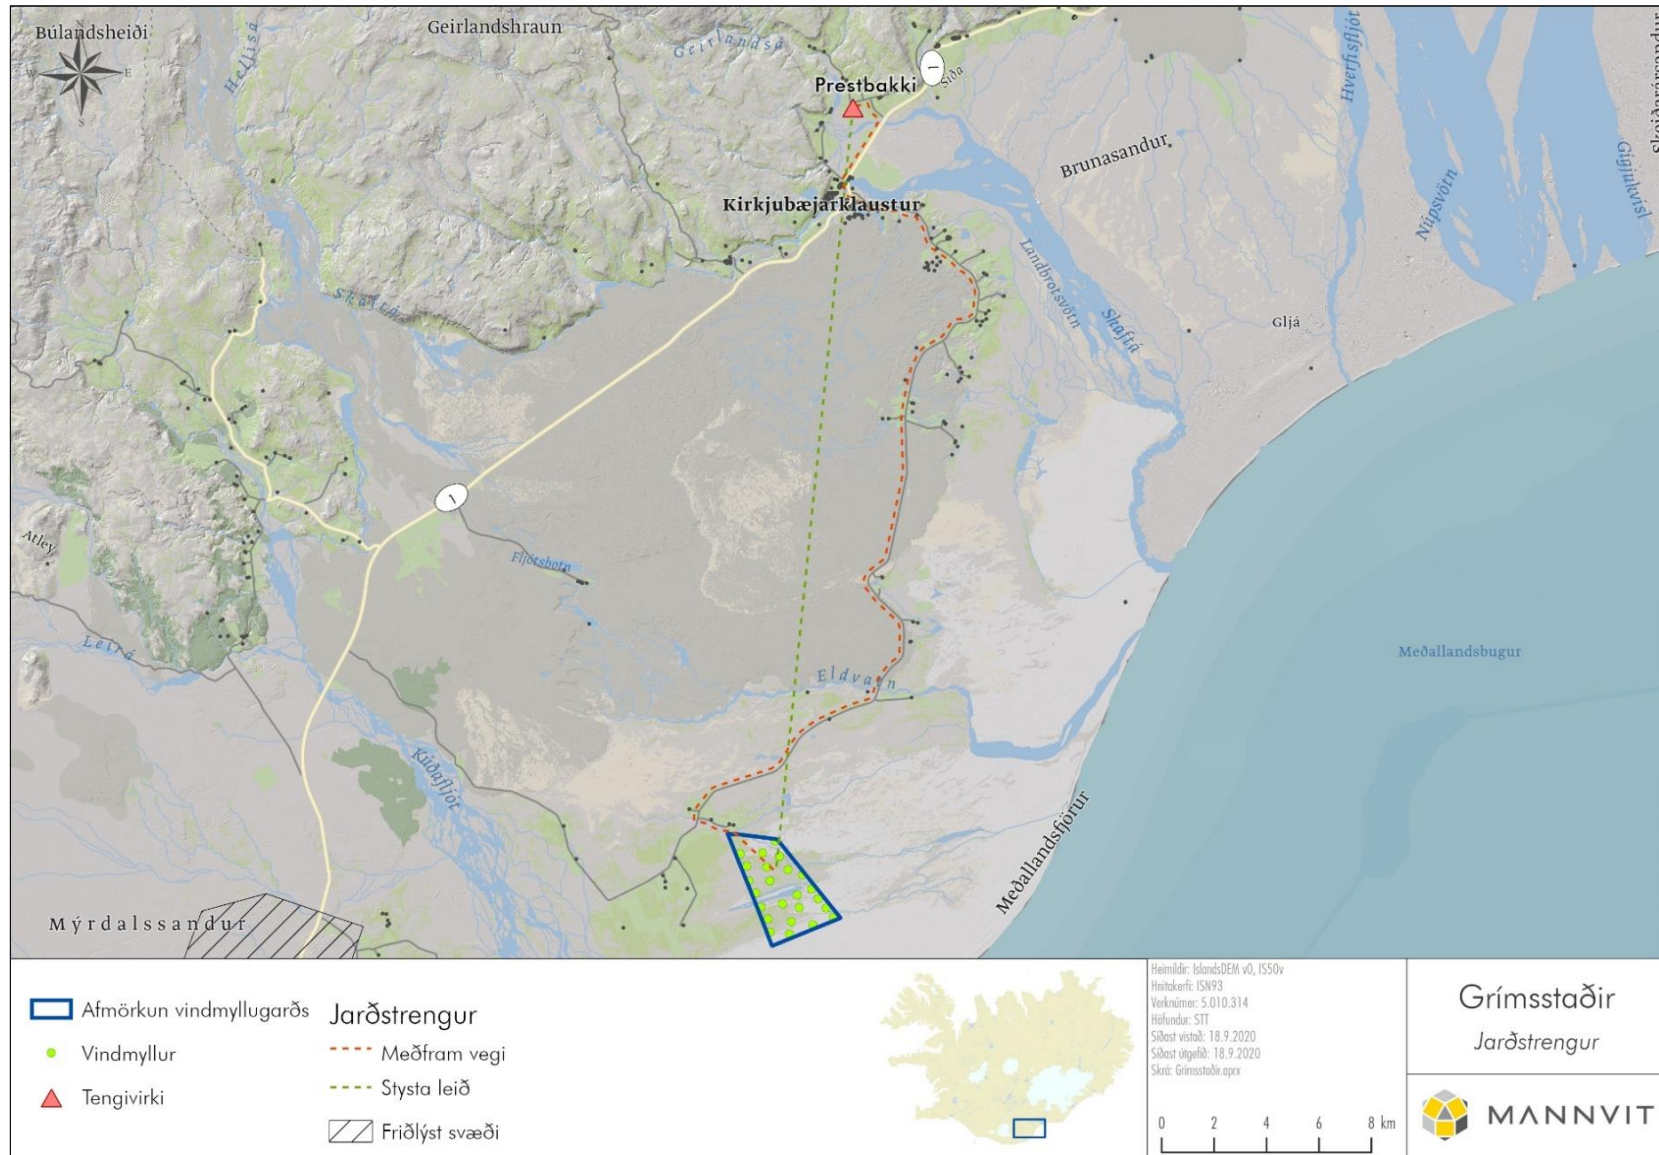 Búlandsheiði
Geirlandshraun
Hellisá
Geirlandsá
N
W
E
S
1
Síða
Prestbakki
Hverfisfljót
Núpsvötn
Gígjukvísl
Brunasandur
Kirkjubæjarklaustur
Landbrotsvötn
Skaftá
Skaftá
Gljá
1
Atley
Fljótsbotn
Leirá
Eldvatn
Meðallandsbugur
Kúðafljót
Meðallandsfjörur
Mýrdalssandur
Afmörkun vindmyllugarðs
Vindmyllur
Tengivirki
Jarðstrengur
Meðfram vegi
Stysta leið
Friðlýst svæði
Heimildir: IslandsDEM v0, IS50v
Hnitakerfi: ISN93
Verknúmer: 5.010.314
Höfundur: STT
Síðast vistað: 18.9.2020
Síðast útgefið: 18.9.2020
Skrá: Grímsstaðir.aprx
0 2 4 6 8 km
Grímsstaðir
Jarðstrengur
MANNVIT